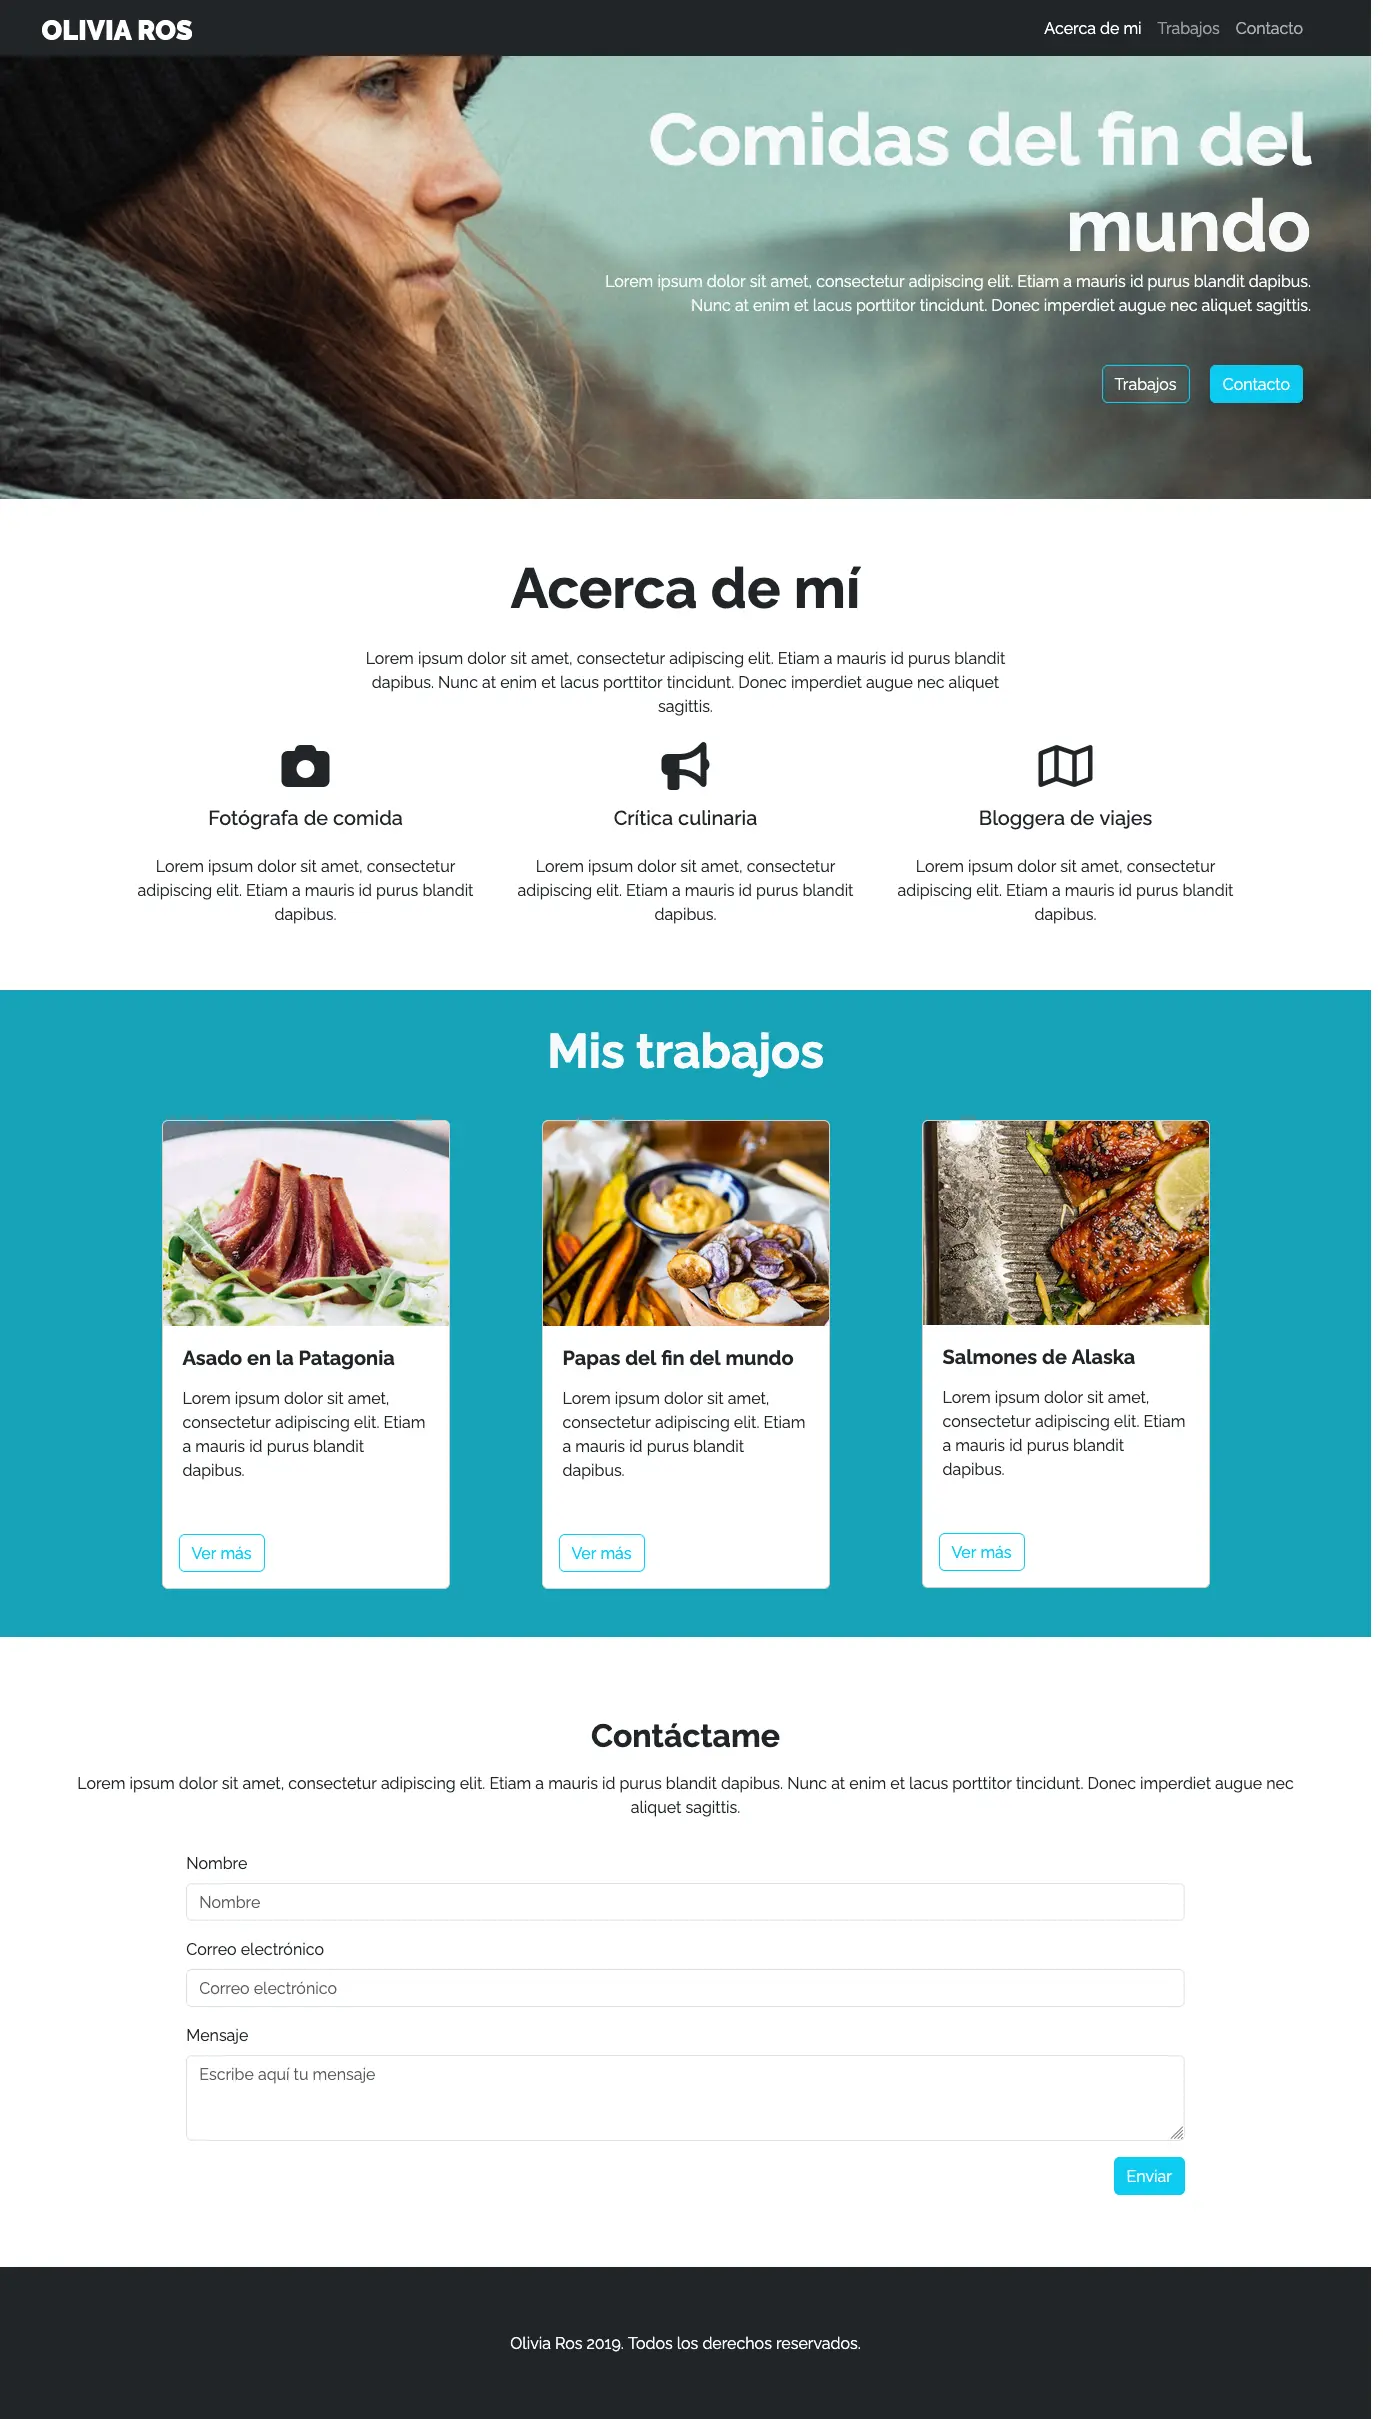 OLIVIA ROS
Acerca de mi Trabajos Contacto
Comidas del fin del
mundo
Lorem ipsum dolor sit amet, consectetur adipiscing elit. Etiam a mauris id purus blandit dapibus.
Nunc at enim et lacus porttitor tincidunt. Donec imperdiet augue nec aliquet sagittis.
Trabajos Contacto
Acerca de mí
Lorem ipsum dolor sit amet, consectetur adipiscing elit. Etiam a mauris id purus blandit
dapibus. Nunc at enim et lacus porttitor tincidunt. Donec imperdiet augue nec aliquet
sagittis.
Fotógrafa de comida
Lorem ipsum dolor sit amet, consectetur
adipiscing elit. Etiam a mauris id purus blandit
dapibus.
Crítica culinaria
Lorem ipsum dolor sit amet, consectetur
adipiscing elit. Etiam a mauris id purus blandit
dapibus.
Bloggera de viajes
Lorem ipsum dolor sit amet, consectetur
adipiscing elit. Etiam a mauris id purus blandit
dapibus.
Mis trabajos
Asado en la Patagonia
Lorem ipsum dolor sit amet,
consectetur adipiscing elit. Etiam
a mauris id purus blandit
dapibus.
Ver más
Papas del fin del mundo
Lorem ipsum dolor sit amet,
consectetur adipiscing elit. Etiam
a mauris id purus blandit
dapibus.
Ver más
Salmones de Alaska
Lorem ipsum dolor sit amet,
consectetur adipiscing elit. Etiam
a mauris id purus blandit
dapibus.
Ver más
Contáctame
Lorem ipsum dolor sit amet, consectetur adipiscing elit. Etiam a mauris id purus blandit dapibus. Nunc at enim et lacus porttitor tincidunt. Donec imperdiet augue nec
aliquet sagittis.
Nombre
Nombre
Correo electrónico
Correo electrónico
Mensaje
Escribe aquí tu mensaje
Enviar
Olivia Ros 2019. Todos los derechos reservados.